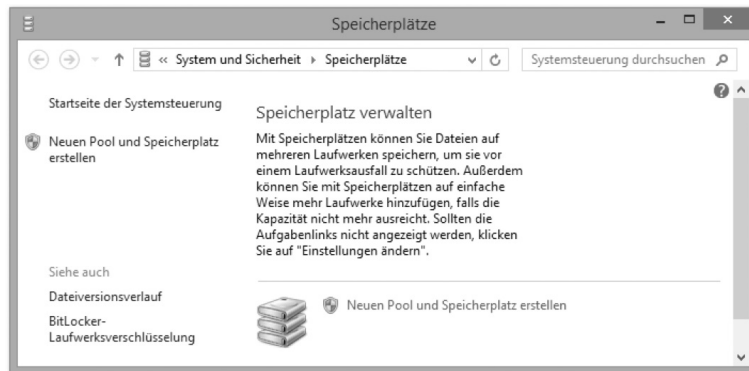 Speicherplätze
« System und Sicherheit Speicherplätze
Systemsteuerung durchsuchen
Startseite der Systemsteuerung
Neuen Pool und Speicherplatz
erstellen
Siehe auch
Dateiversionsverlauf
BitLocker-
Laufwerksverschlüsselung
Speicherplatz verwalten
Mit Speicherplätzen können Sie Dateien auf
mehreren Laufwerken speichern, um sie vor
einem Laufwerksausfall zu schützen. Außerdem
können Sie mit Speicherplätzen auf einfache
Weise mehr Laufwerke hinzufügen, falls die
Kapazität nicht mehr ausreicht. Sollten die
Aufgabenlinks nicht angezeigt werden, klicken
Sie auf "Einstellungen ändern".
Neuen Pool und Speicherplatz erstellen